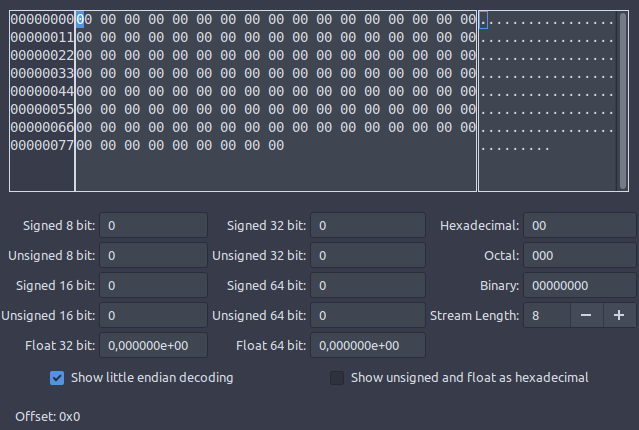 00000000 00 00 00 00 00 00 00 00 00 00 00 00 00 00 00 00 00 .................
00000011 00 00 00 00 00 00 00 00 00 00 00 00 00 00 00 00 00 .................
00000022 00 00 00 00 00 00 00 00 00 00 00 00 00 00 00 00 00 .................
00000033 00 00 00 00 00 00 00 00 00 00 00 00 00 00 00 00 00 .................
00000044 00 00 00 00 00 00 00 00 00 00 00 00 00 00 00 00 00 .................
00000055 00 00 00 00 00 00 00 00 00 00 00 00 00 00 00 00 00 .................
00000066 00 00 00 00 00 00 00 00 00 00 00 00 00 00 00 00 00 .................
00000077 00 00 00 00 00 00 00 00 00 .........
Signed 8 bit: 0 Signed 32 bit: 0 Hexadecimal: 00
Unsigned 8 bit: 0 Unsigned 32 bit: 0 Octal: 000
Signed 16 bit: 0 Signed 64 bit: 0 Binary: 00000000
Unsigned 16 bit: 0 Unsigned 64 bit: 0 Stream Length: 8 − +
Float 32 bit: 0,000000e+00 Float 64 bit: 0,000000e+00
Show little endian decoding Show unsigned and float as hexadecimal
Offset: 0x0